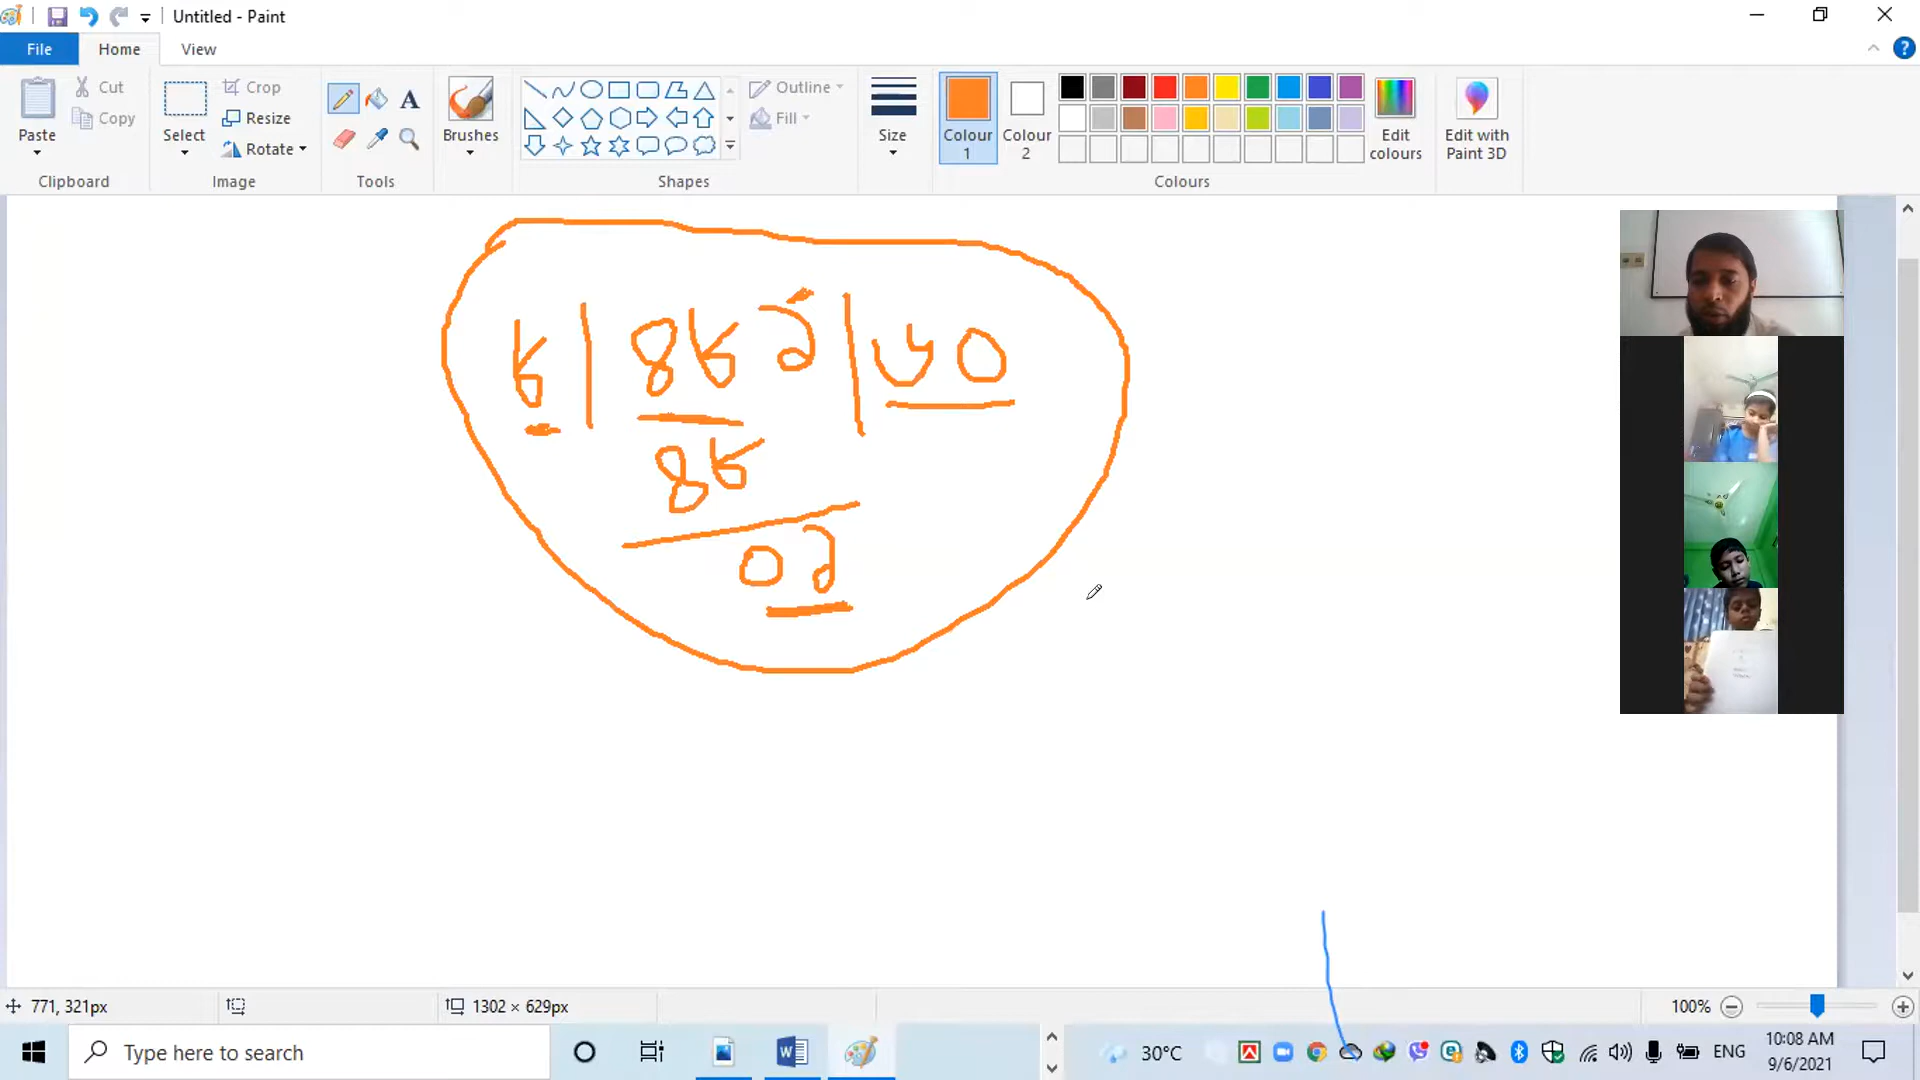 Untitled - Paint
File Home View
Paste Cut Copy Select Crop Resize Rotate A Brushes Outline Fill Size Colour 1 Colour 2 Edit colours Edit with Paint 3D
Clipboard Image Tools Shapes Colours
৮|৪৮২|৬০
৪৮
০২
771, 321px 1302 × 629px 100%
Type here to search 30°C ENG 10:08 AM
9/6/2021